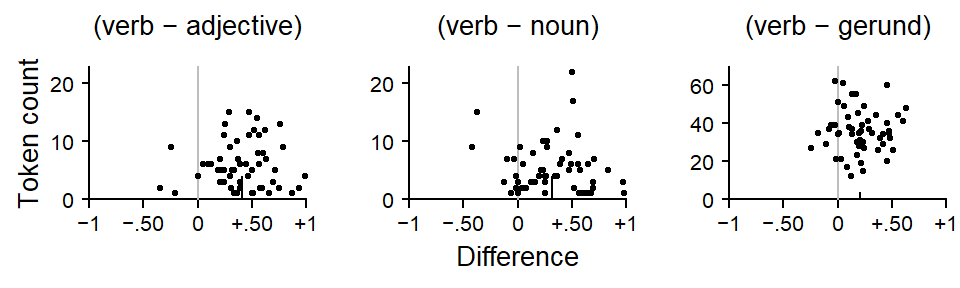 (verb − adjective)
(verb − noun)
(verb − gerund)
Token count
20
10
0
−1 −.50 0 +.50 +1
20
10
0
−1 −.50 0 +.50 +1
60
40
20
0
−1 −.50 0 +.50 +1
Difference